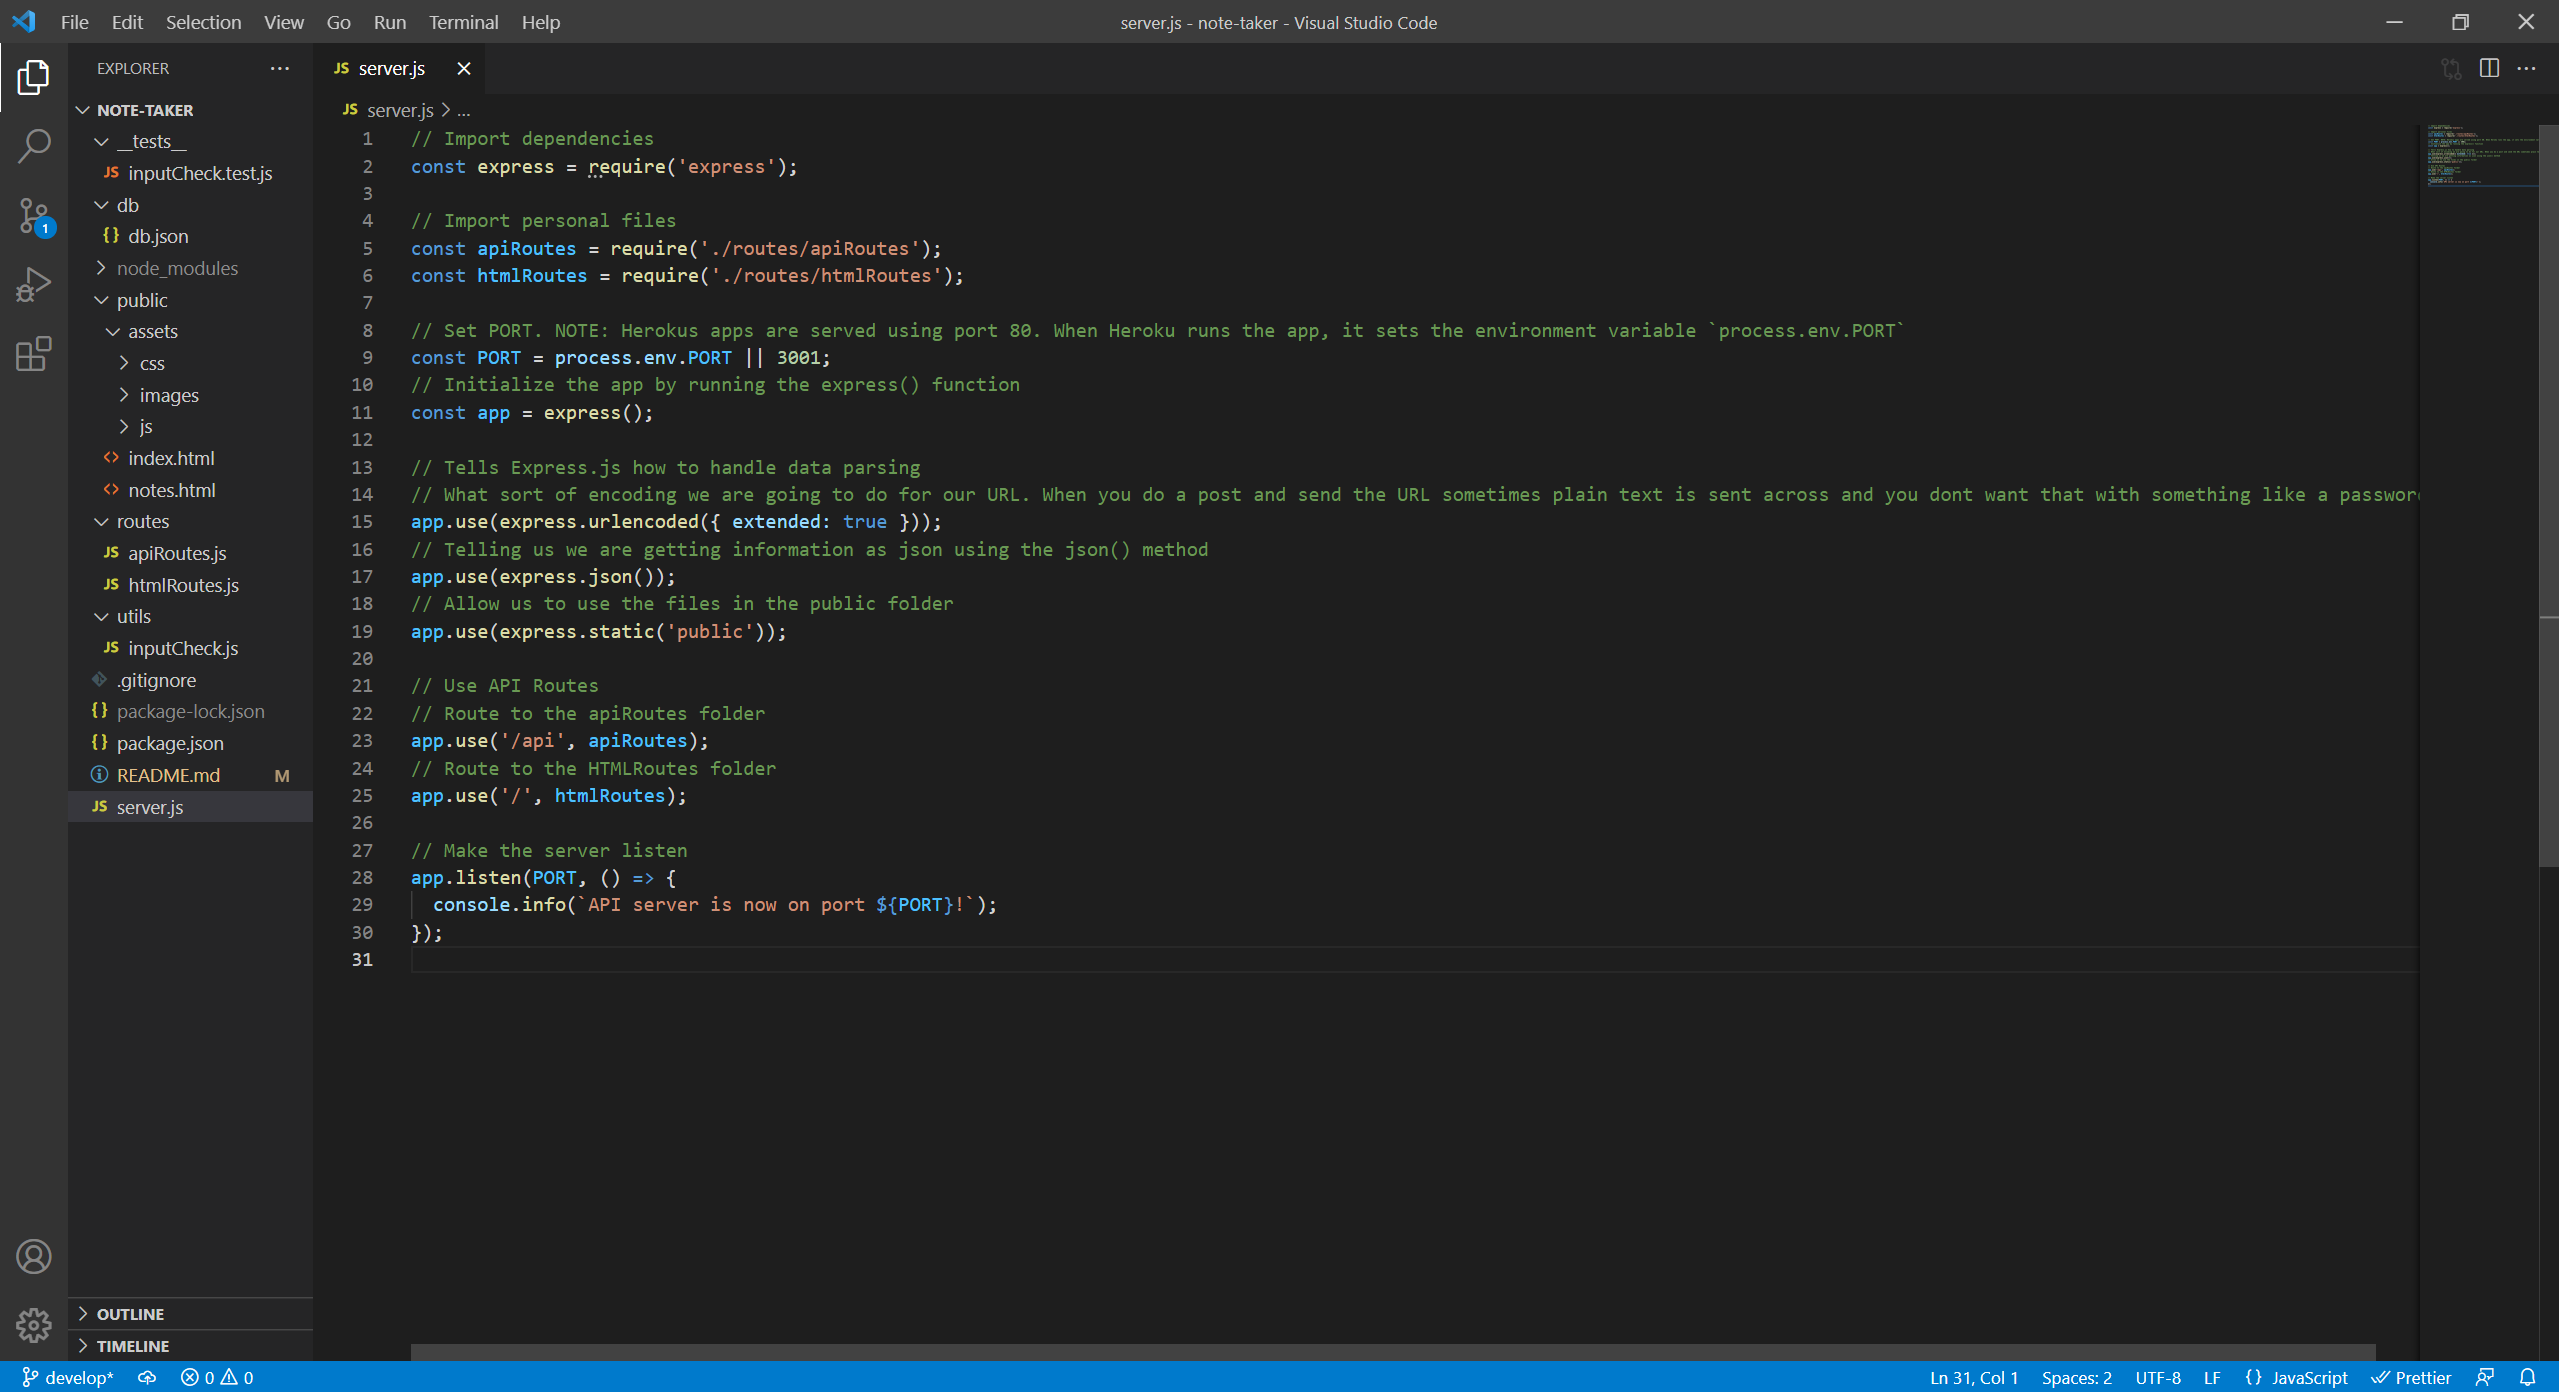 File Edit Selection View Go Run Terminal Help
server.js - note-taker - Visual Studio Code
EXPLORER
NOTE-TAKER
__tests__
JS inputCheck.test.js
db
{} db.json
node_modules
public
assets
css
images
js
<> index.html
<> notes.html
routes
JS apiRoutes.js
JS htmlRoutes.js
utils
JS inputCheck.js
.gitignore
{} package-lock.json
{} package.json
README.md M
JS server.js
OUTLINE
TIMELINE
JS server.js
JS server.js > ...
1 // Import dependencies
2 const express = require('express');
3
4 // Import personal files
5 const apiRoutes = require('./routes/apiRoutes');
6 const htmlRoutes = require('./routes/htmlRoutes');
7
8 // Set PORT. NOTE: Herokus apps are served using port 80. When Heroku runs the app, it sets the environment variable `process.env.PORT`
9 const PORT = process.env.PORT || 3001;
10 // Initialize the app by running the express() function
11 const app = express();
12
13 // Tells Express.js how to handle data parsing
14 // What sort of encoding we are going to do for our URL. When you do a post and send the URL sometimes plain text is sent across and you dont want that with something like a passwor
15 app.use(express.urlencoded({ extended: true }));
16 // Telling us we are getting information as json using the json() method
17 app.use(express.json());
18 // Allow us to use the files in the public folder
19 app.use(express.static('public'));
20
21 // Use API Routes
22 // Route to the apiRoutes folder
23 app.use('/api', apiRoutes);
24 // Route to the HTMLRoutes folder
25 app.use('/', htmlRoutes);
26
27 // Make the server listen
28 app.listen(PORT, () => {
29 console.info(`API server is now on port ${PORT}!`);
30 });
31
1
develop* 0 0
Ln 31, Col 1 Spaces: 2 UTF-8 LF {} JavaScript Prettier